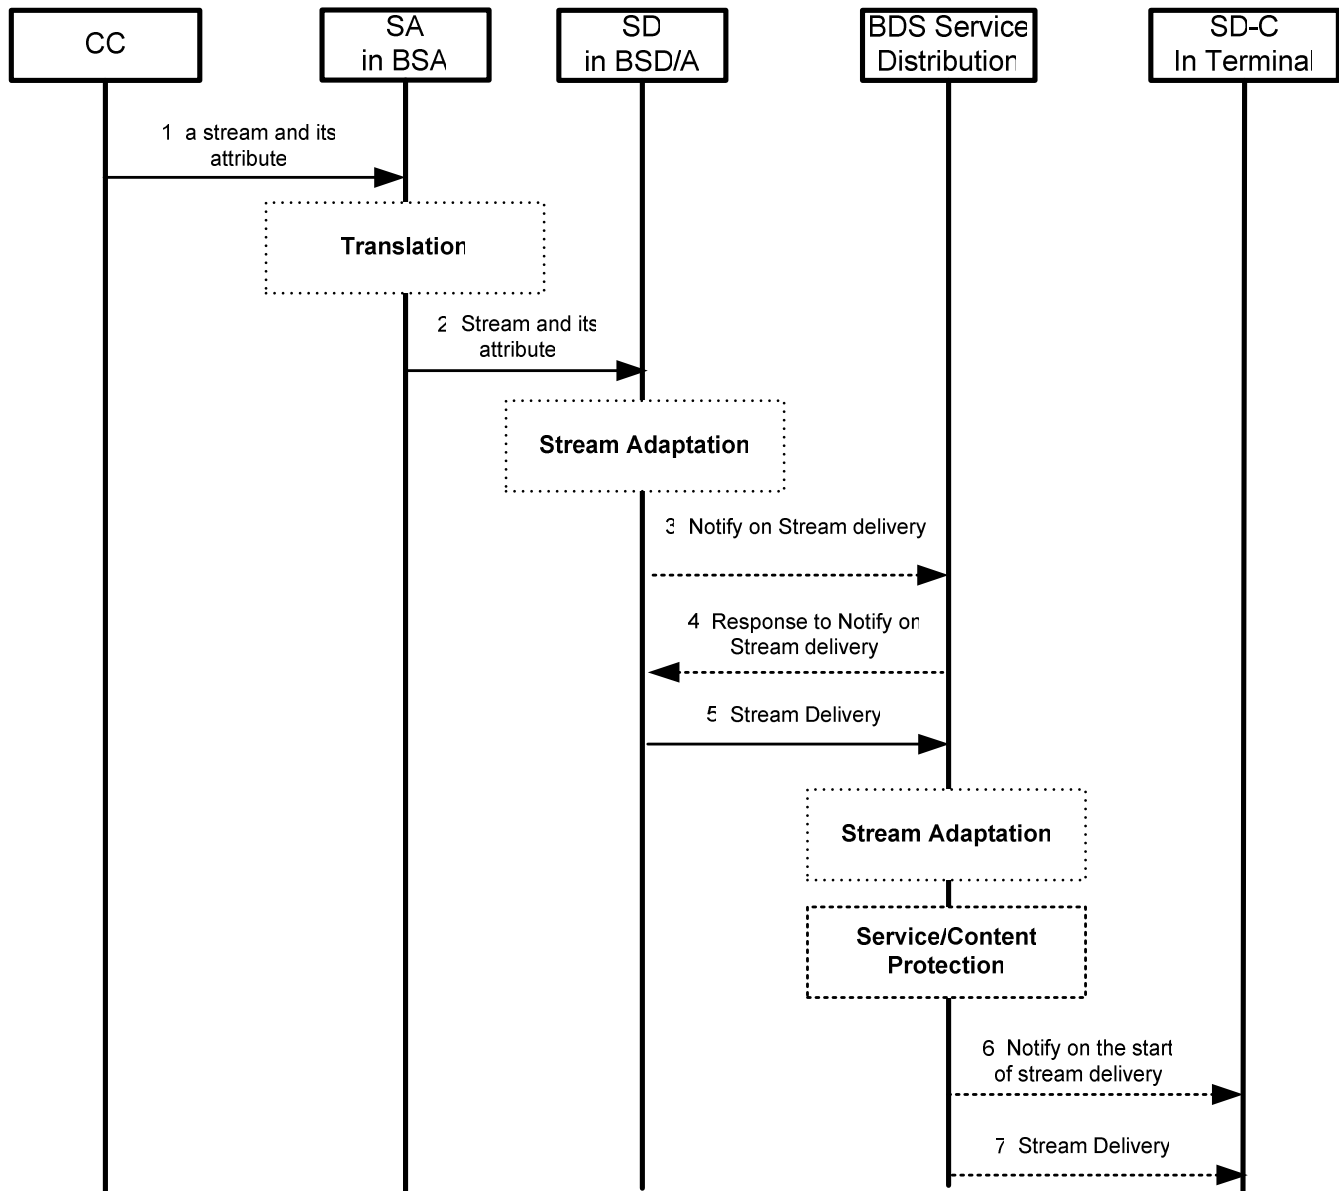 CC
SA
in BSA
SD
in BSD/A
BDS Service
Distribution
SD-C
In Terminal
1 a stream and its
attribute
Translation
2 Stream and its
attribute
Stream Adaptation
3 Notify on Stream delivery
4 Response to Notify on
Stream delivery
5 Stream Delivery
Stream Adaptation
Service/Content
Protection
6 Notify on the start
of stream delivery
7 Stream Delivery